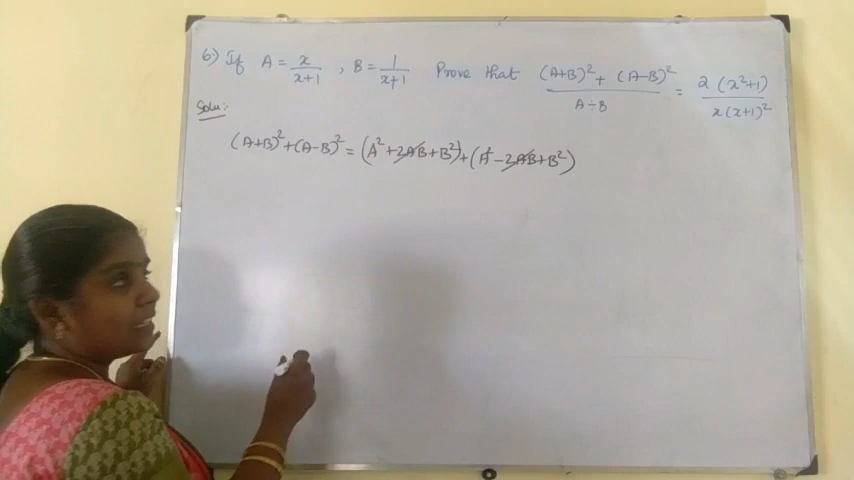 6) If A = x/(x+1) , B = 1/(x+1) Prove that ((A+B)² + (A-B)²)/(A÷B) = 2(x²+1)/(x(x+1)²)
Solu:-
(A+B)² + (A-B)² = (A² + 2AB + B²) + (A² - 2AB + B²)